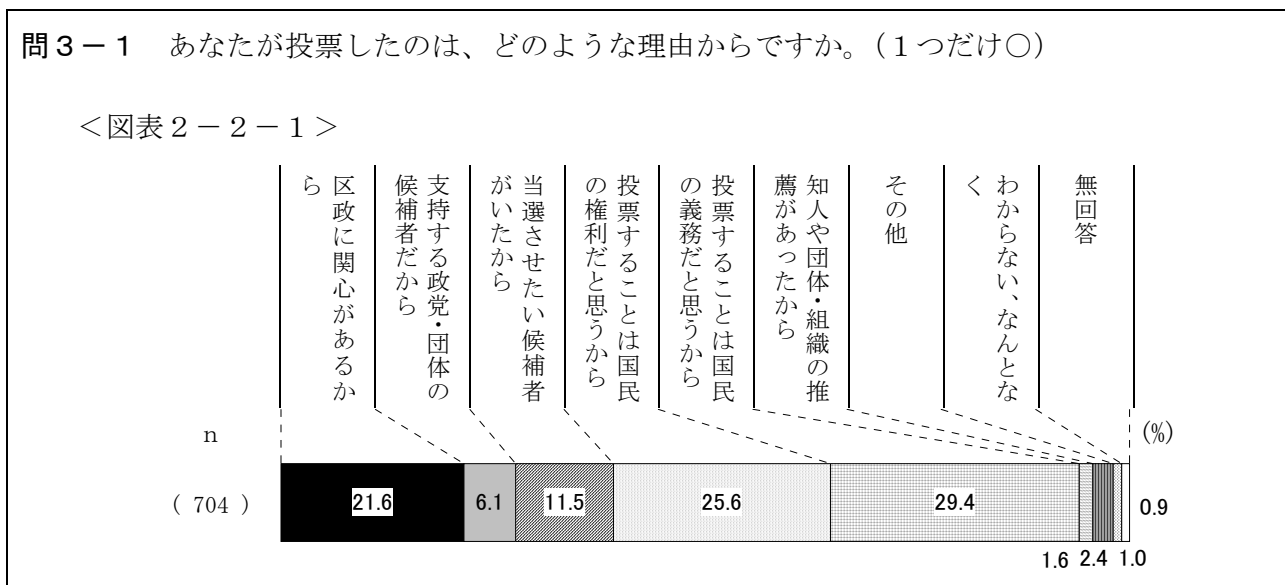 問３－１　あなたが投票したのは、どのような理由からですか。（１つだけ○）
＜図表２－２－１＞
区政に関心があるか
ら
支持する政党・団体の
候補者だから
当選させたい候補者
がいたから
投票することは国民
の権利だと思うから
投票することは国民
の義務だと思うから
知人や団体・組織の推
薦があったから
その他
わからない、なんとな
く
無回答
n
(%)
( 704 )
21.6
6.1
11.5
25.6
29.4
0.9
1.6
2.4
1.0